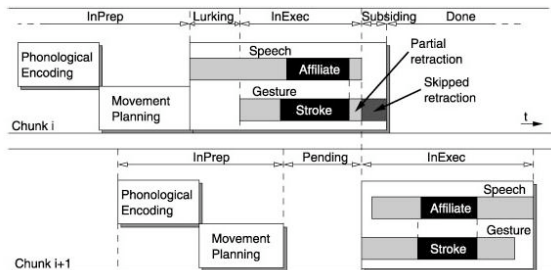 InPrep Lurking InExec Subsiding Done
Speech
Partial
retraction
Phonological
Encoding
Affiliate
Gesture
Skipped
retraction
Movement
Planning
Stroke
Chunk i
t
InPrep Pending InExec
Speech
Phonological
Encoding
Affiliate
Gesture
Movement
Planning
Stroke
Chunk i+1